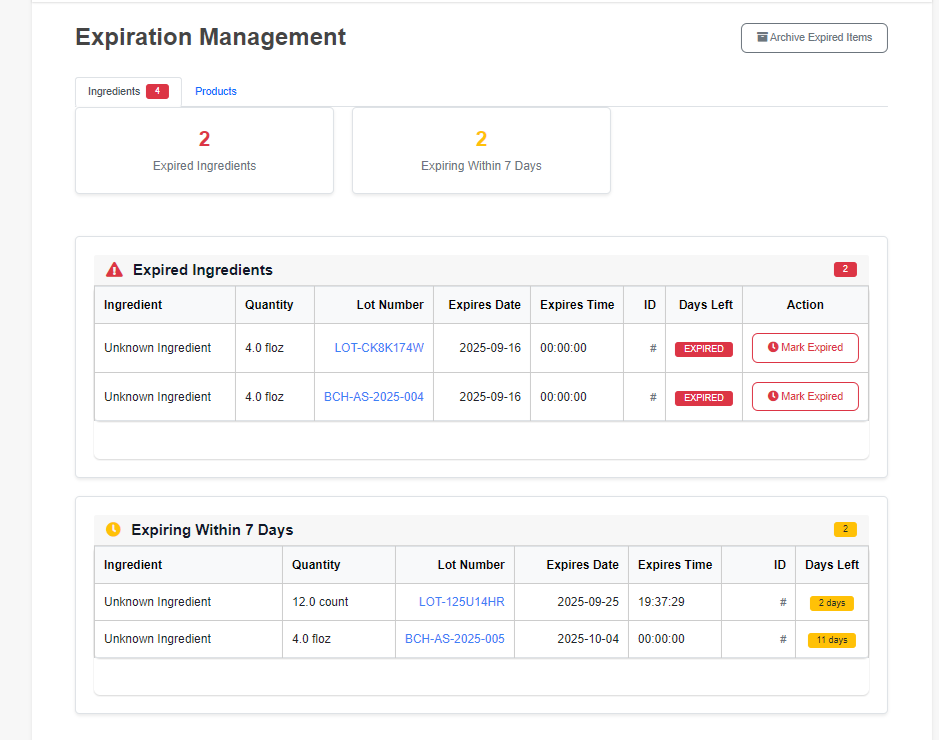 Expiration Management
Archive Expired Items
Ingredients 4 Products
2
Expired Ingredients
2
Expiring Within 7 Days
Expired Ingredients 2
Ingredient Quantity Lot Number Expires Date Expires Time ID Days Left Action
Unknown Ingredient 4.0 floz LOT-CK8K174W 2025-09-16 00:00:00 # EXPIRED Mark Expired
Unknown Ingredient 4.0 floz BCH-AS-2025-004 2025-09-16 00:00:00 # EXPIRED Mark Expired
Expiring Within 7 Days 2
Ingredient Quantity Lot Number Expires Date Expires Time ID Days Left
Unknown Ingredient 12.0 count LOT-125U14HR 2025-09-25 19:37:29 # 2 days
Unknown Ingredient 4.0 floz BCH-AS-2025-005 2025-10-04 00:00:00 # 11 days